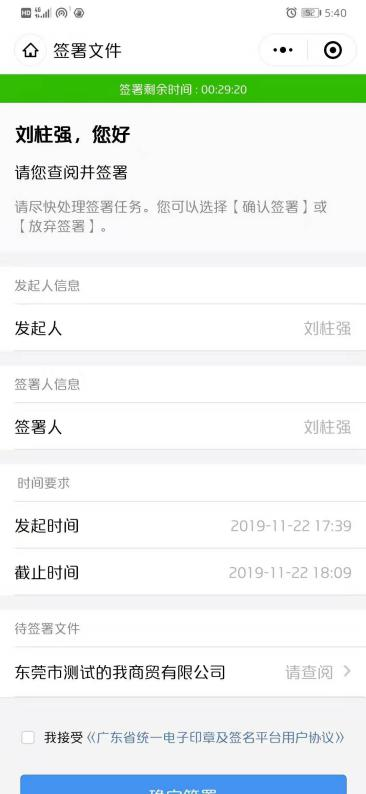 HD 4G 52 5:40
签署文件
签署剩余时间 : 00:29:20
刘柱强，您好
请您查阅并签署
请尽快处理签署任务。您可以选择【确认签署】或
【放弃签署】。
发起人信息
发起人 刘柱强
签署人信息
签署人 刘柱强
时间要求
发起时间 2019-11-22 17:39
截止时间 2019-11-22 18:09
待签署文件
东莞市测试的我商贸有限公司 请查阅
我接受《广东省统一电子印章及签名平台用户协议》